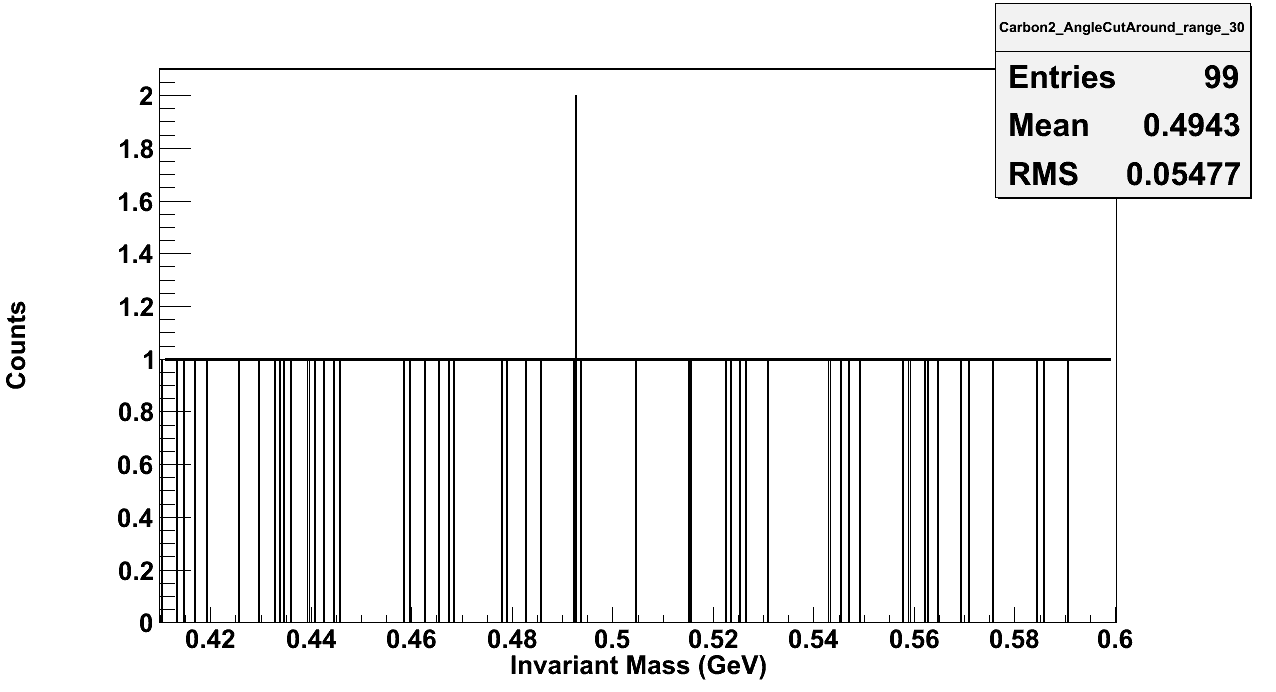 Carbon2_AngleCutAround_range_30
Entries 99
Mean 0.4943
RMS 0.05477
Counts
2
1.8
1.6
1.4
1.2
1
0.8
0.6
0.4
0.2
0
0.42 0.44 0.46 0.48 0.5 0.52 0.54 0.56 0.58 0.6
Invariant Mass (GeV)